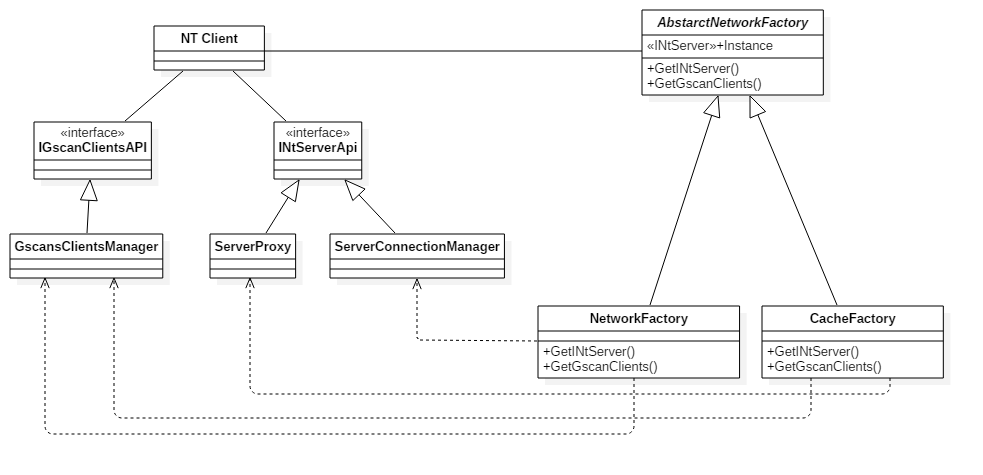 NT Client
AbstarctNetworkFactory
«INtServer»+Instance
+GetINtServer()
+GetGscanClients()
«interface»
IGscanClientsAPI
«interface»
INtServerApi
GscansClientsManager
ServerProxy
ServerConnectionManager
NetworkFactory
+GetINtServer()
+GetGscanClients()
CacheFactory
+GetINtServer()
+GetGscanClients()